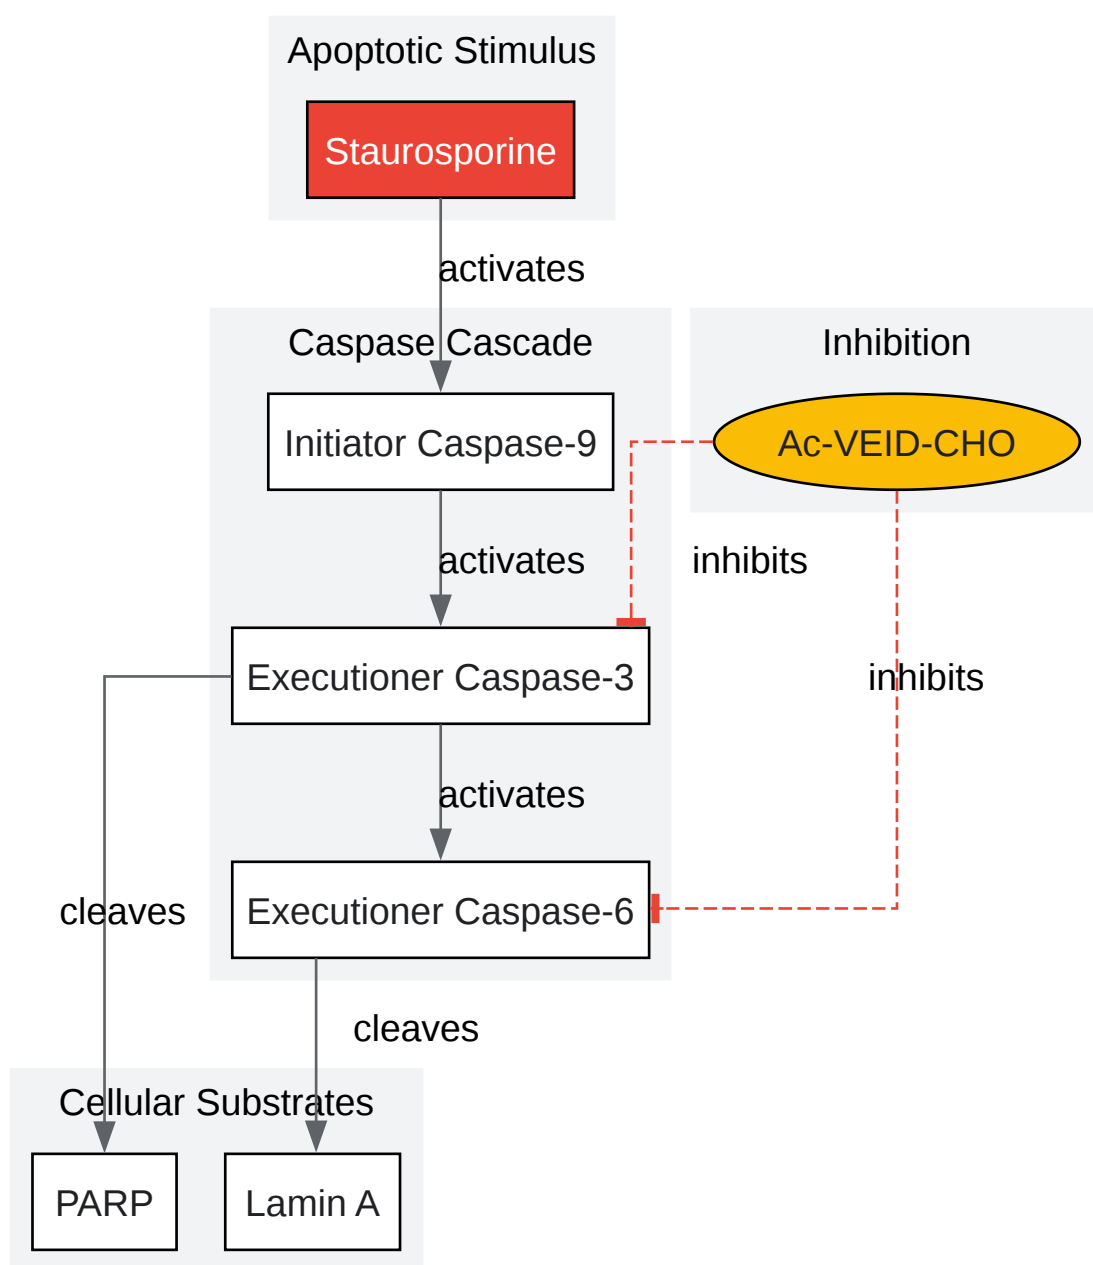 Apoptotic Stimulus
Staurosporine
activates
Caspase Cascade
Inhibition
Initiator Caspase-9
Ac-VEID-CHO
activates
inhibits
Executioner Caspase-3
inhibits
activates
cleaves
Executioner Caspase-6
cleaves
Cellular Substrates
PARP
Lamin A